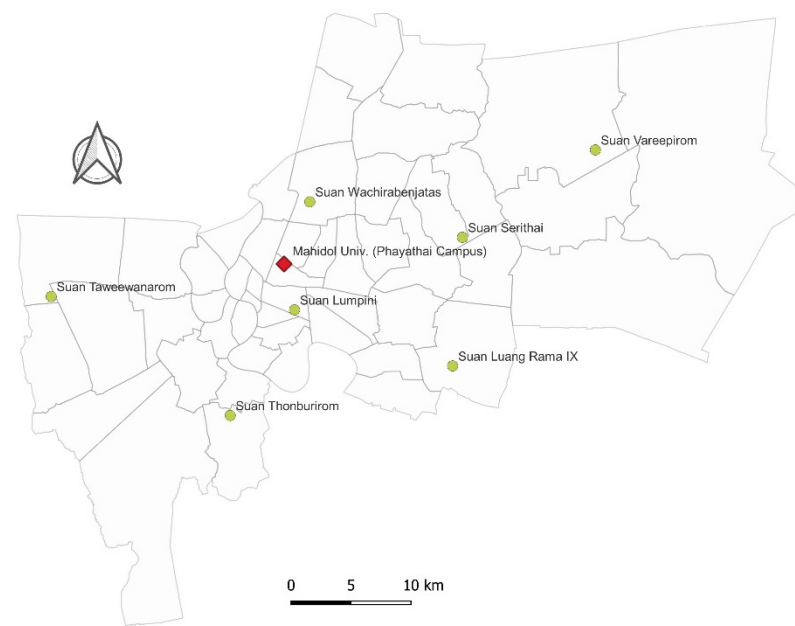 Suan Vareepirom
Suan Wachirabenjatas
Suan Serithai
Mahidol Univ. (Phayathai Campus)
Suan Taweewanarom
Suan Lumpini
Suan Luang Rama IX
Suan Thonburirom
0 5 10 km